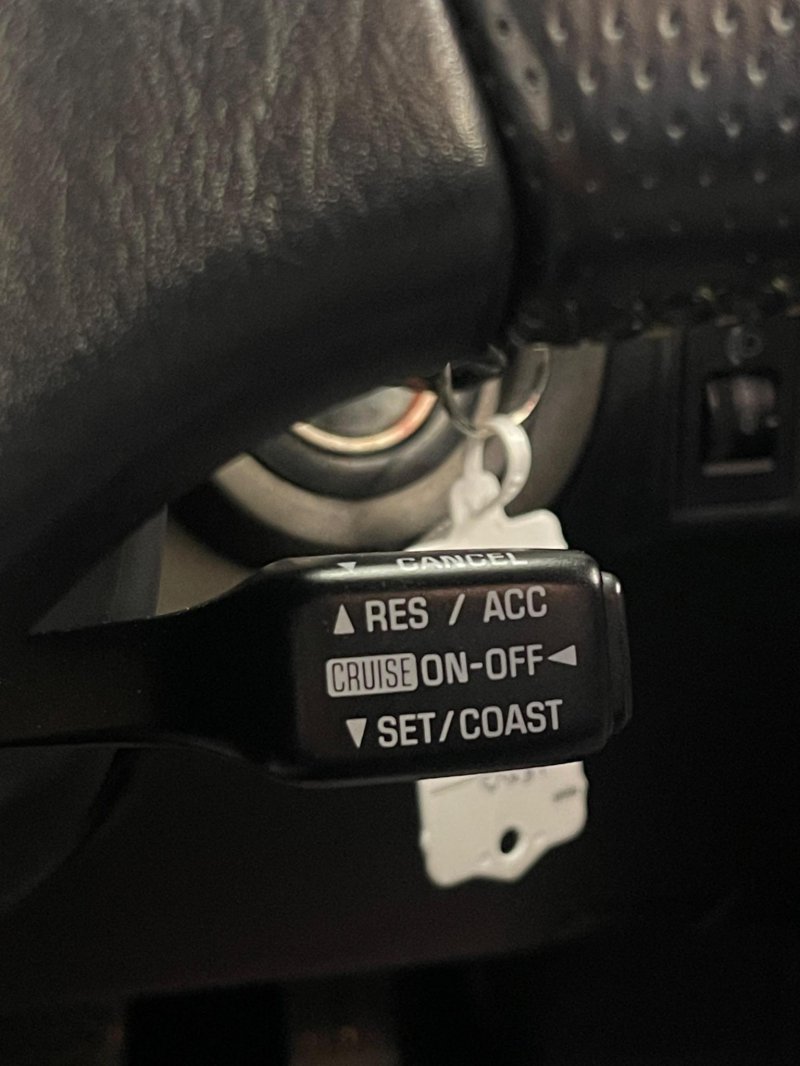 ▼ CANCEL
▲ RES / ACC
CRUISE ON-OFF ◀
▼ SET/COAST